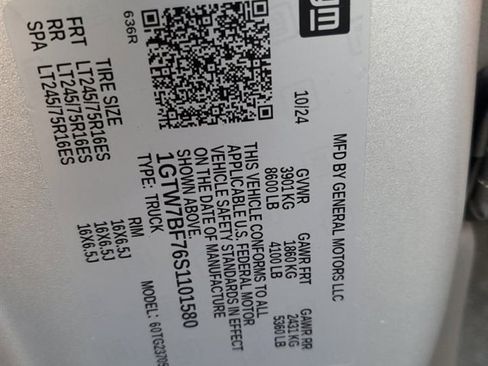 gm
MFD BY GENERAL MOTORS LLC
10/24
GVWR GAWR FRT GAWR RR
3901 KG 1860 KG 2431 KG
8600 LB 4100 LB 5360 LB
THIS VEHICLE CONFORMS TO ALL
APPLICABLE U.S. FEDERAL MOTOR
VEHICLE SAFETY STANDARDS IN EFFECT
ON THE DATE OF MANUFACTURE
SHOWN ABOVE.
1GTW7BF76S1101580
TYPE: TRUCK MODEL: 60TG23705
636R
TIRE SIZE RIM
FRT LT245/75R16ES 16X6.5J
RR LT245/75R16ES 16X6.5J
SPA LT245/75R16ES 16X6.5J